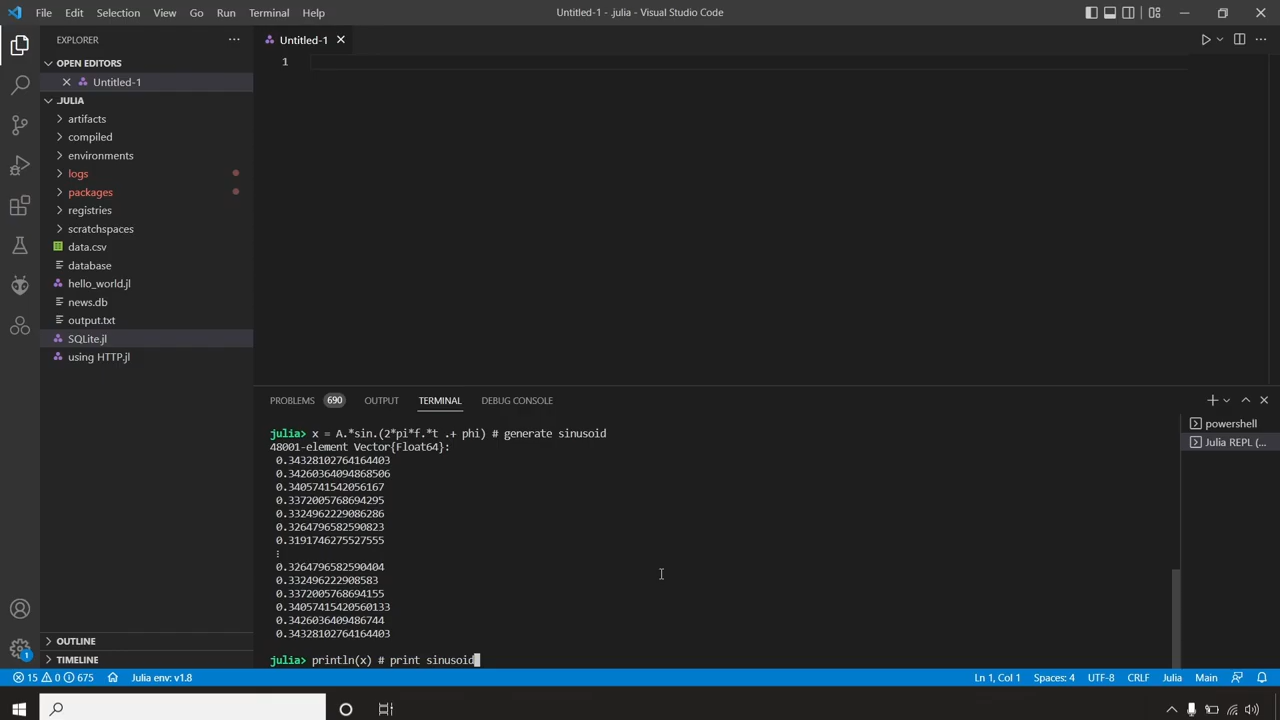 File Edit Selection View Go Run Terminal Help
Untitled-1 - .julia - Visual Studio Code
EXPLORER
Untitled-1
OPEN EDITORS
Untitled-1
1
.JULIA
artifacts
compiled
environments
logs
packages
registries
scratchspaces
data.csv
database
hello_world.jl
news.db
output.txt
SQLite.jl
using HTTP.jl
PROBLEMS 690 OUTPUT TERMINAL DEBUG CONSOLE
powershell
Julia REPL (...
julia> x = A.*sin.(2*pi*f.*t .+ phi) # generate sinusoid
48001-element Vector{Float64}:
0.34328102764164403
0.34260364094868506
0.3405741542056167
0.3372005768694295
0.3324962229086286
0.3264796582590823
0.3191746275527555
⋮
0.3264796582590404
0.332496222908583
0.3372005768694155
0.34057415420560133
0.3426036409486744
0.34328102764164403
julia> println(x) # print sinusoid
OUTLINE
TIMELINE
1
15 0 675 Julia env: v1.8
Ln 1, Col 1 Spaces: 4 UTF-8 CRLF Julia Main